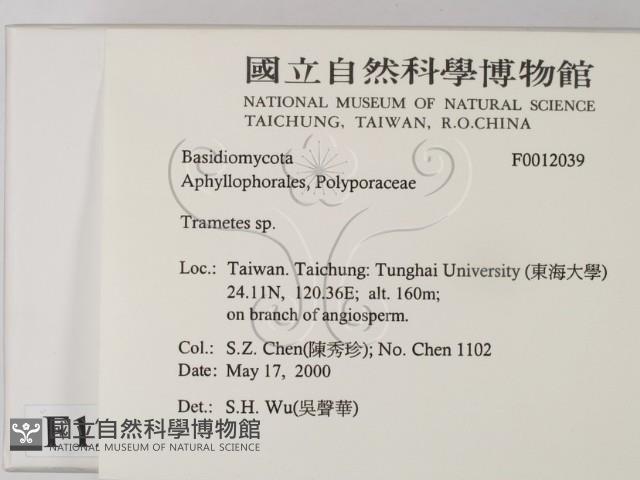 國立自然科學博物館
NATIONAL MUSEUM OF NATURAL SCIENCE
TAICHUNG, TAIWAN, R.O.CHINA
Basidiomycota F0012039
Aphyllophorales, Polyporaceae
Trametes sp.
Loc.: Taiwan. Taichung: Tunghai University (東海大學)
24.11N, 120.36E; alt. 160m;
on branch of angiosperm.
Col.: S.Z. Chen(陳秀珍); No. Chen 1102
Date: May 17, 2000
Det.: S.H. Wu(吳聲華)
F1
國立自然科學博物館
NATIONAL MUSEUM OF NATURAL SCIENCE